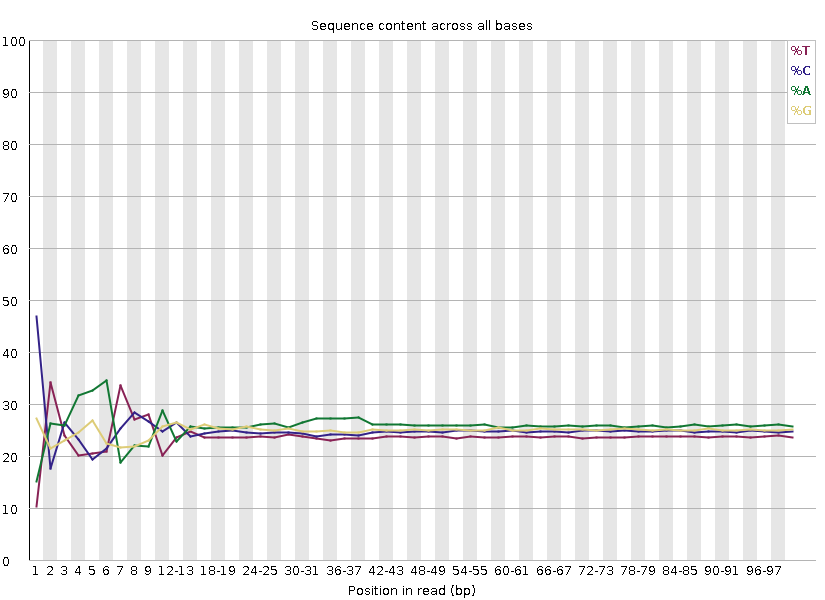 Sequence content across all bases
100
90
80
70
60
50
40
30
20
10
0
%T
%C
%A
%G
1 2 3 4 5 6 7 8 9 12-13 18-19 24-25 30-31 36-37 42-43 48-49 54-55 60-61 66-67 72-73 78-79 84-85 90-91 96-97
Position in read (bp)